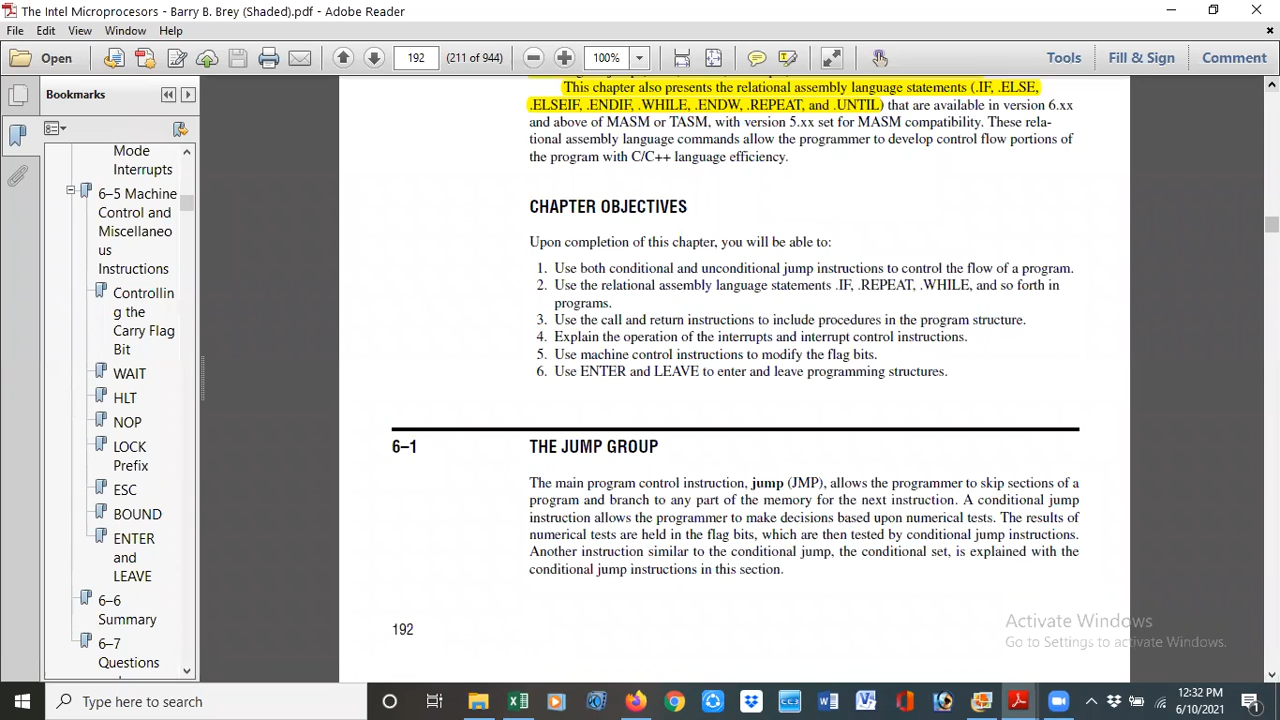 The Intel Microprocesors - Barry B. Brey (Shaded).pdf - Adobe Reader
File Edit View Window Help
Open 192 (211 of 944) 100% Tools Fill & Sign Comment
Bookmarks
Mode
Interrupts
6–5 Machine
Control and
Miscellaneo
us
Instructions
Controllin
g the
Carry Flag
Bit
WAIT
HLT
NOP
LOCK
Prefix
ESC
BOUND
ENTER
and
LEAVE
6–6
Summary
6–7
Questions
This chapter also presents the relational assembly language statements (.IF, .ELSE,
.ELSEIF, .ENDIF, .WHILE, .ENDW, .REPEAT, and .UNTIL) that are available in version 6.xx
and above of MASM or TASM, with version 5.xx set for MASM compatibility. These rela-
tional assembly language commands allow the programmer to develop control flow portions of
the program with C/C++ language efficiency.
CHAPTER OBJECTIVES
Upon completion of this chapter, you will be able to:
1. Use both conditional and unconditional jump instructions to control the flow of a program.
2. Use the relational assembly language statements .IF, .REPEAT, .WHILE, and so forth in
programs.
3. Use the call and return instructions to include procedures in the program structure.
4. Explain the operation of the interrupts and interrupt control instructions.
5. Use machine control instructions to modify the flag bits.
6. Use ENTER and LEAVE to enter and leave programming structures.
6–1 THE JUMP GROUP
The main program control instruction, jump (JMP), allows the programmer to skip sections of a
program and branch to any part of the memory for the next instruction. A conditional jump
instruction allows the programmer to make decisions based upon numerical tests. The results of
numerical tests are held in the flag bits, which are then tested by conditional jump instructions.
Another instruction similar to the conditional jump, the conditional set, is explained with the
conditional jump instructions in this section.
192
Activate Windows
Go to Settings to activate Windows.
Type here to search
12:32 PM
6/10/2021